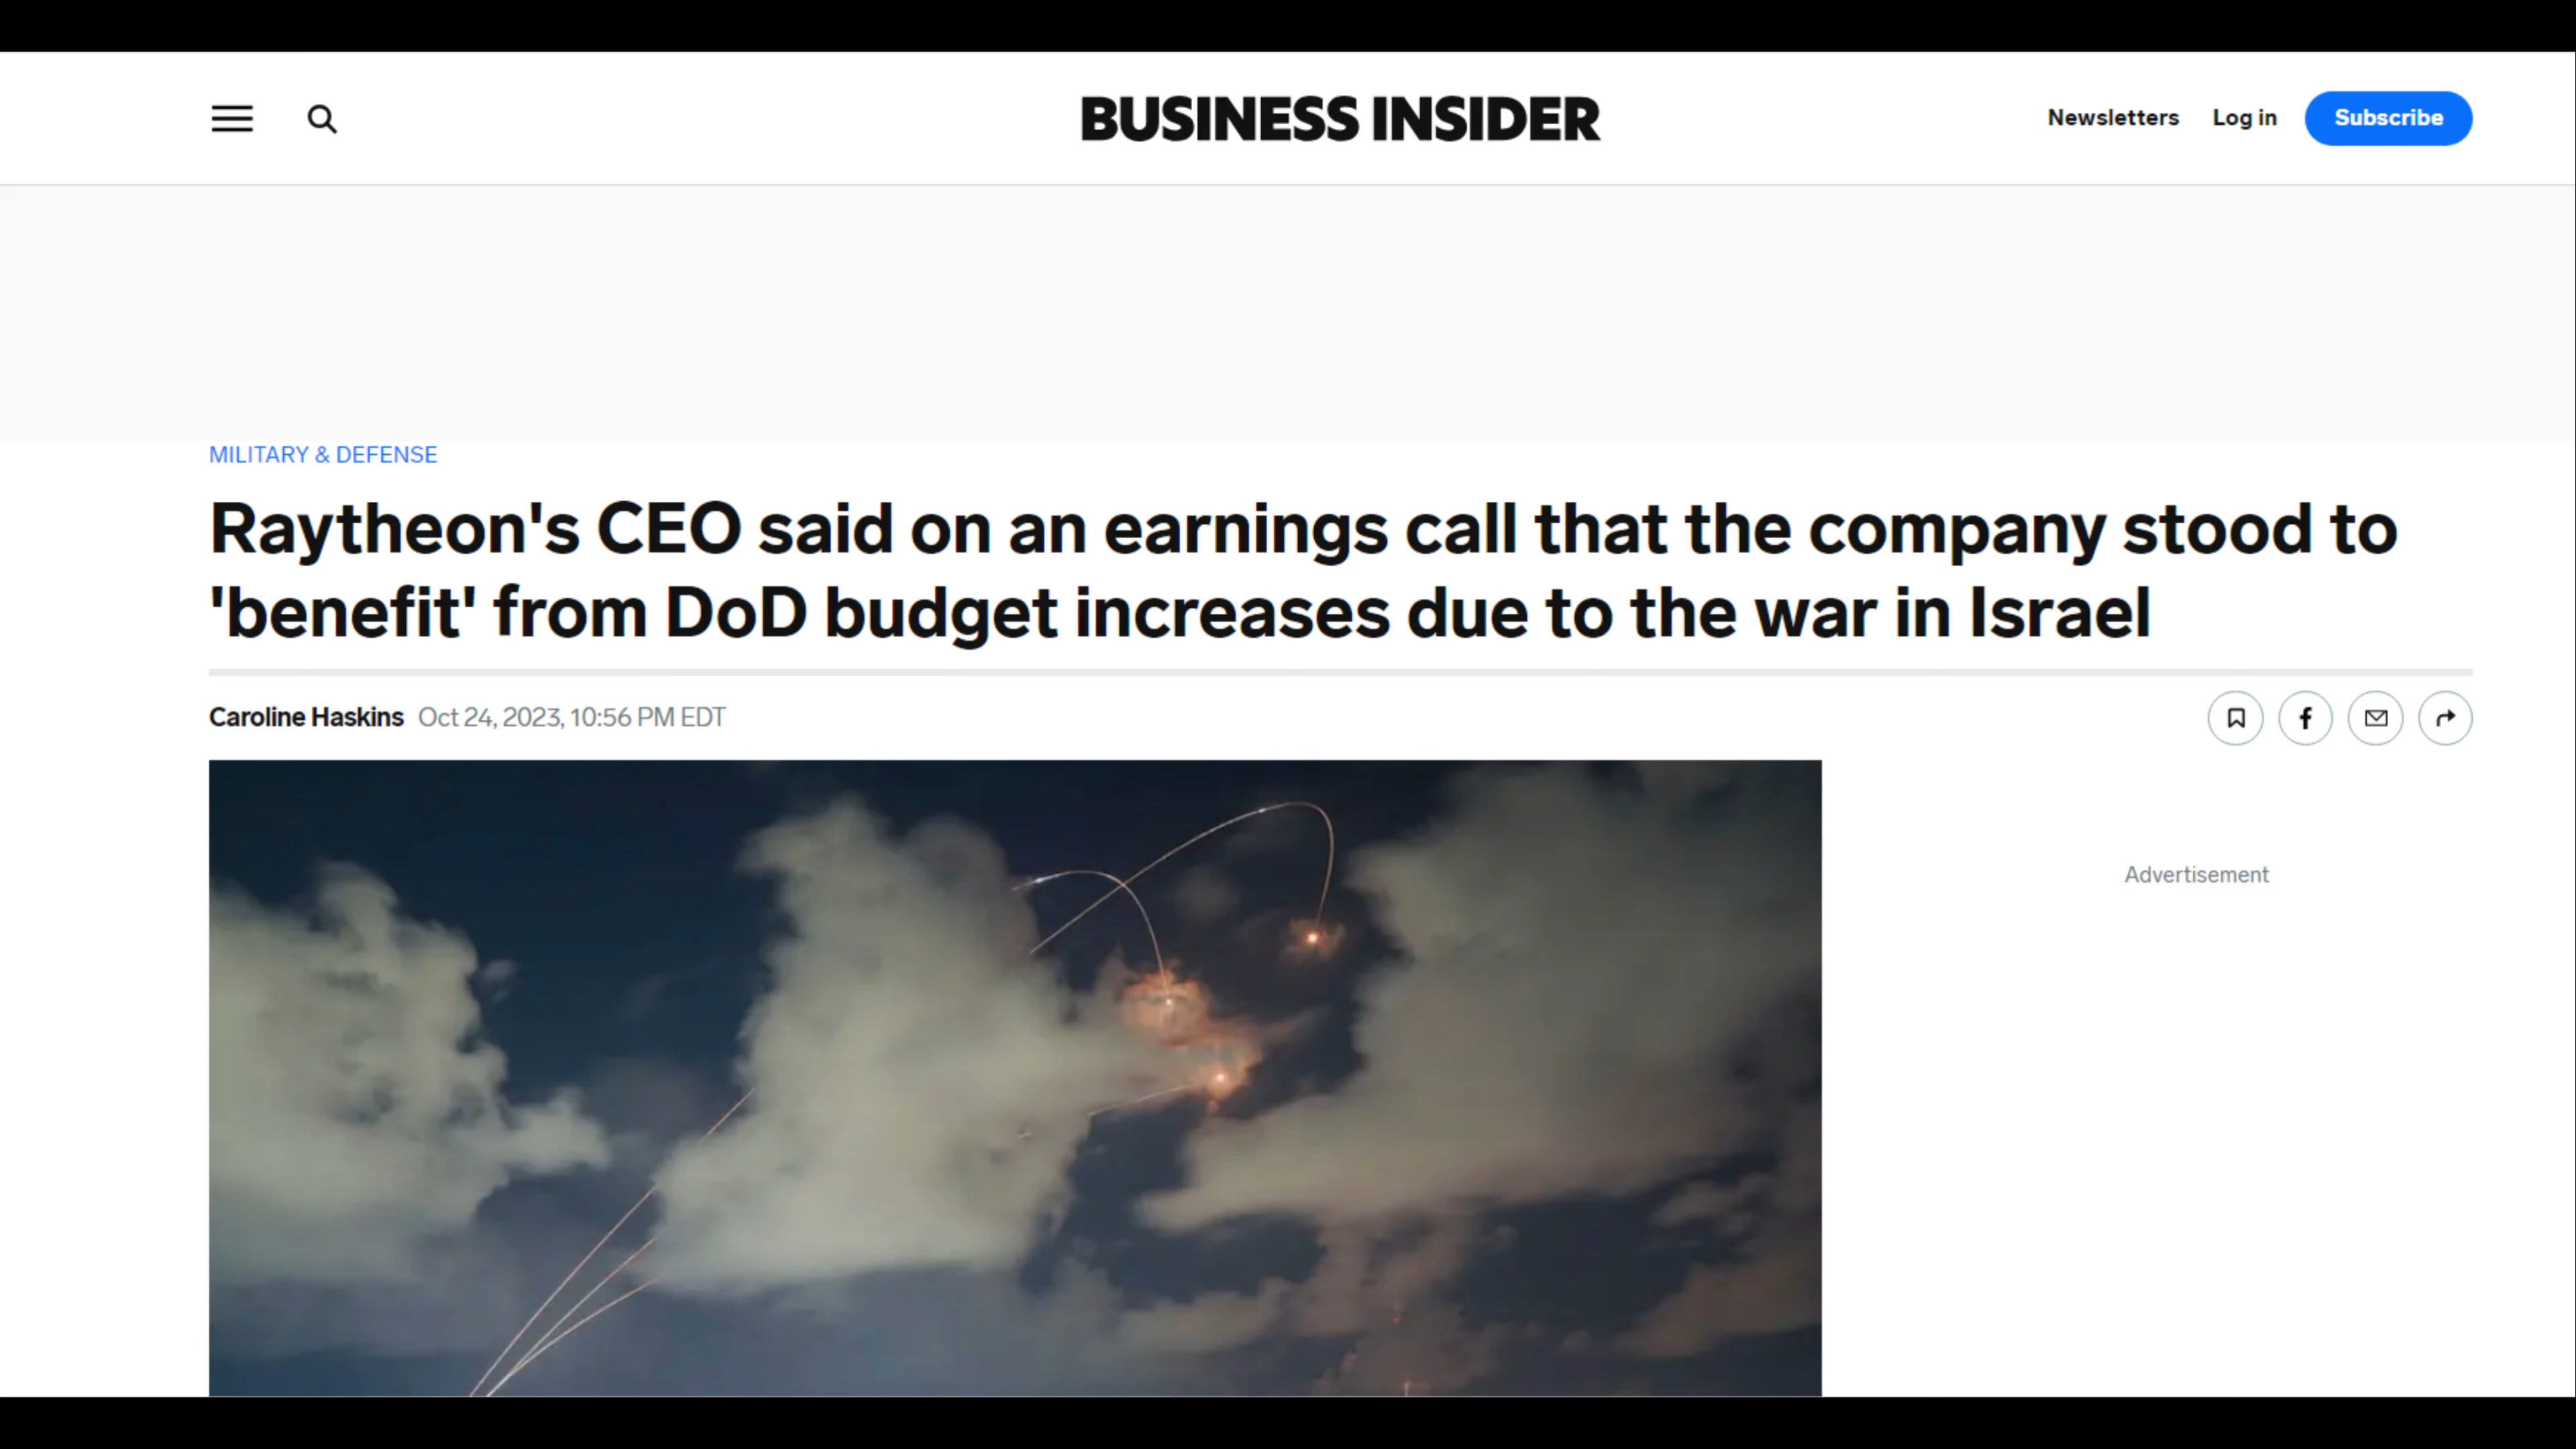 BUSINESS INSIDER
Newsletters
Log in
Subscribe
MILITARY & DEFENSE
Raytheon's CEO said on an earnings call that the company stood to
'benefit' from DoD budget increases due to the war in Israel
Caroline Haskins Oct 24, 2023, 10:56 PM EDT
Advertisement